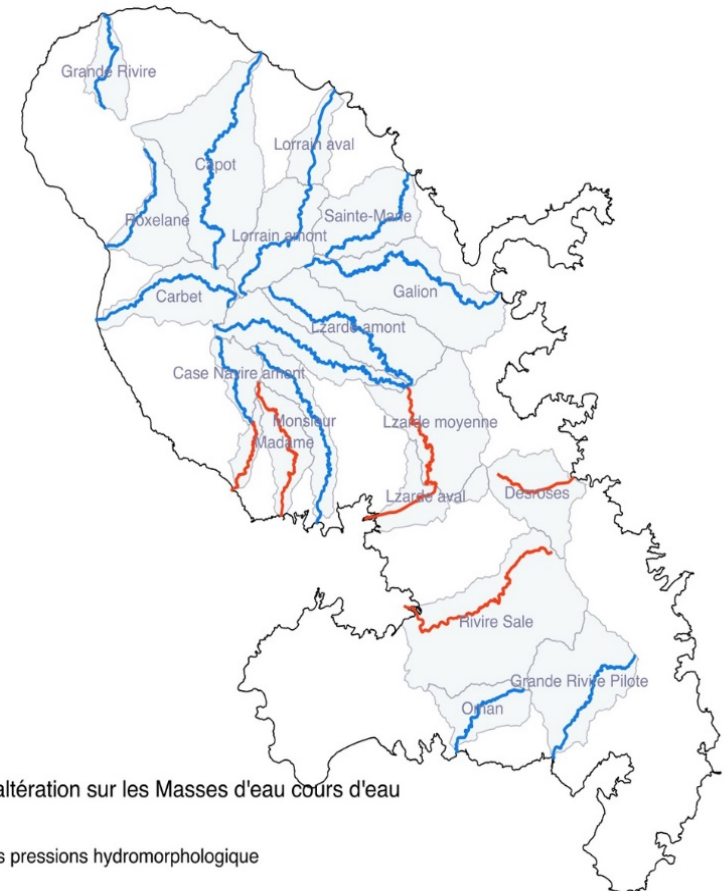 Grande Rivire
Capot
Lorrain aval
Roxelane
Sainte-Marie
Lorrain amont
Carbet
Galion
Lzarde amont
Case Navire amont
Monsieur
Madame
Lzarde moyenne
Lzarde aval
Desroses
Rivire Sale
Grande Rivire Pilote
Oman
altération sur les Masses d'eau cours d'eau
s pressions hydromorphologique